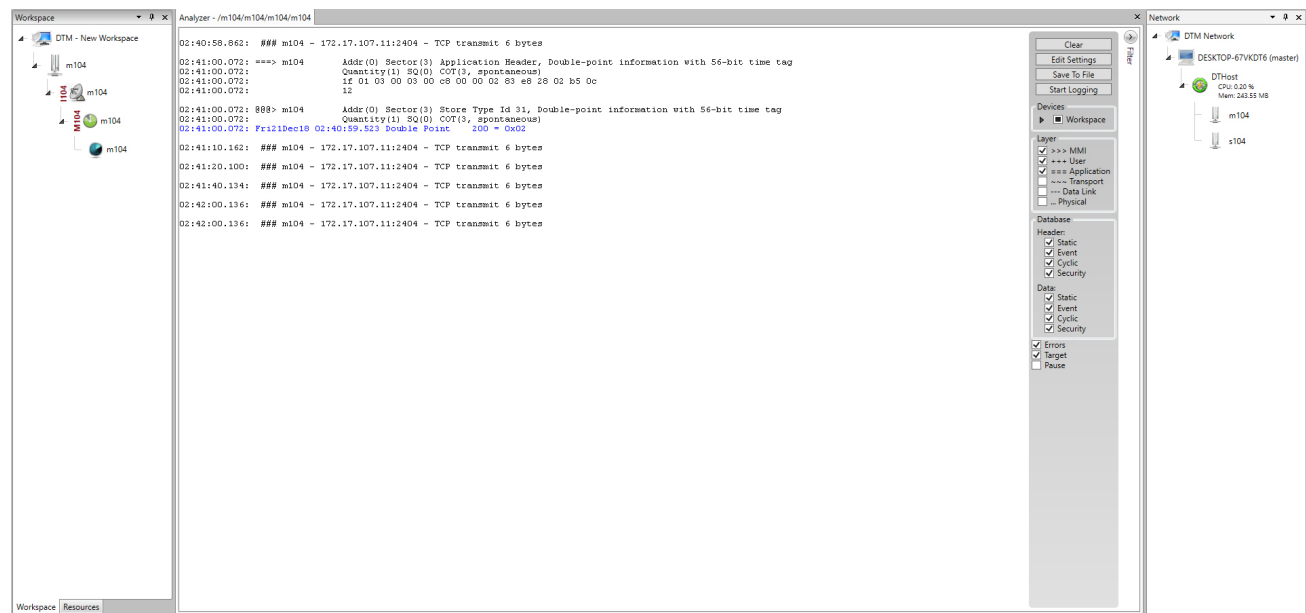 Workspace
DTM - New Workspace
m104
I104 m104
M104 m104
m104
Workspace Resources
Analyzer - /m104/m104/m104/m104
02:40:58.862: ### m104 - 172.17.107.11:2404 - TCP transmit 6 bytes
02:41:00.072: ===> m104 Addr(0) Sector(3) Application Header, Double-point information with 56-bit time tag
02:41:00.072: Quantity(1) SQ(0) COT(3, spontaneous)
02:41:00.072: 1f 01 03 00 03 00 c8 00 00 02 83 e8 28 02 b5 0c
02:41:00.072: 12
02:41:00.072: @@@> m104 Addr(0) Sector(3) Store Type Id 31, Double-point information with 56-bit time tag
02:41:00.072: Quantity(1) SQ(0) COT(3, spontaneous)
02:41:00.072: Fri21Dec18 02:40:59.523 Double Point 200 = 0x02
02:41:10.162: ### m104 - 172.17.107.11:2404 - TCP transmit 6 bytes
02:41:20.100: ### m104 - 172.17.107.11:2404 - TCP transmit 6 bytes
02:41:40.134: ### m104 - 172.17.107.11:2404 - TCP transmit 6 bytes
02:42:00.136: ### m104 - 172.17.107.11:2404 - TCP transmit 6 bytes
02:42:00.136: ### m104 - 172.17.107.11:2404 - TCP transmit 6 bytes
Filter
Clear
Edit Settings
Save To File
Start Logging
Devices
Workspace
Layer
>>> MMI
+++ User
=== Application
~~~ Transport
--- Data Link
... Physical
Database
Header:
Static
Event
Cyclic
Security
Data:
Static
Event
Cyclic
Security
Errors
Target
Pause
Network
DTM Network
DESKTOP-67VKDT6 (master)
DTHost
CPU: 0.20 %
Mem: 243.55 MB
m104
s104